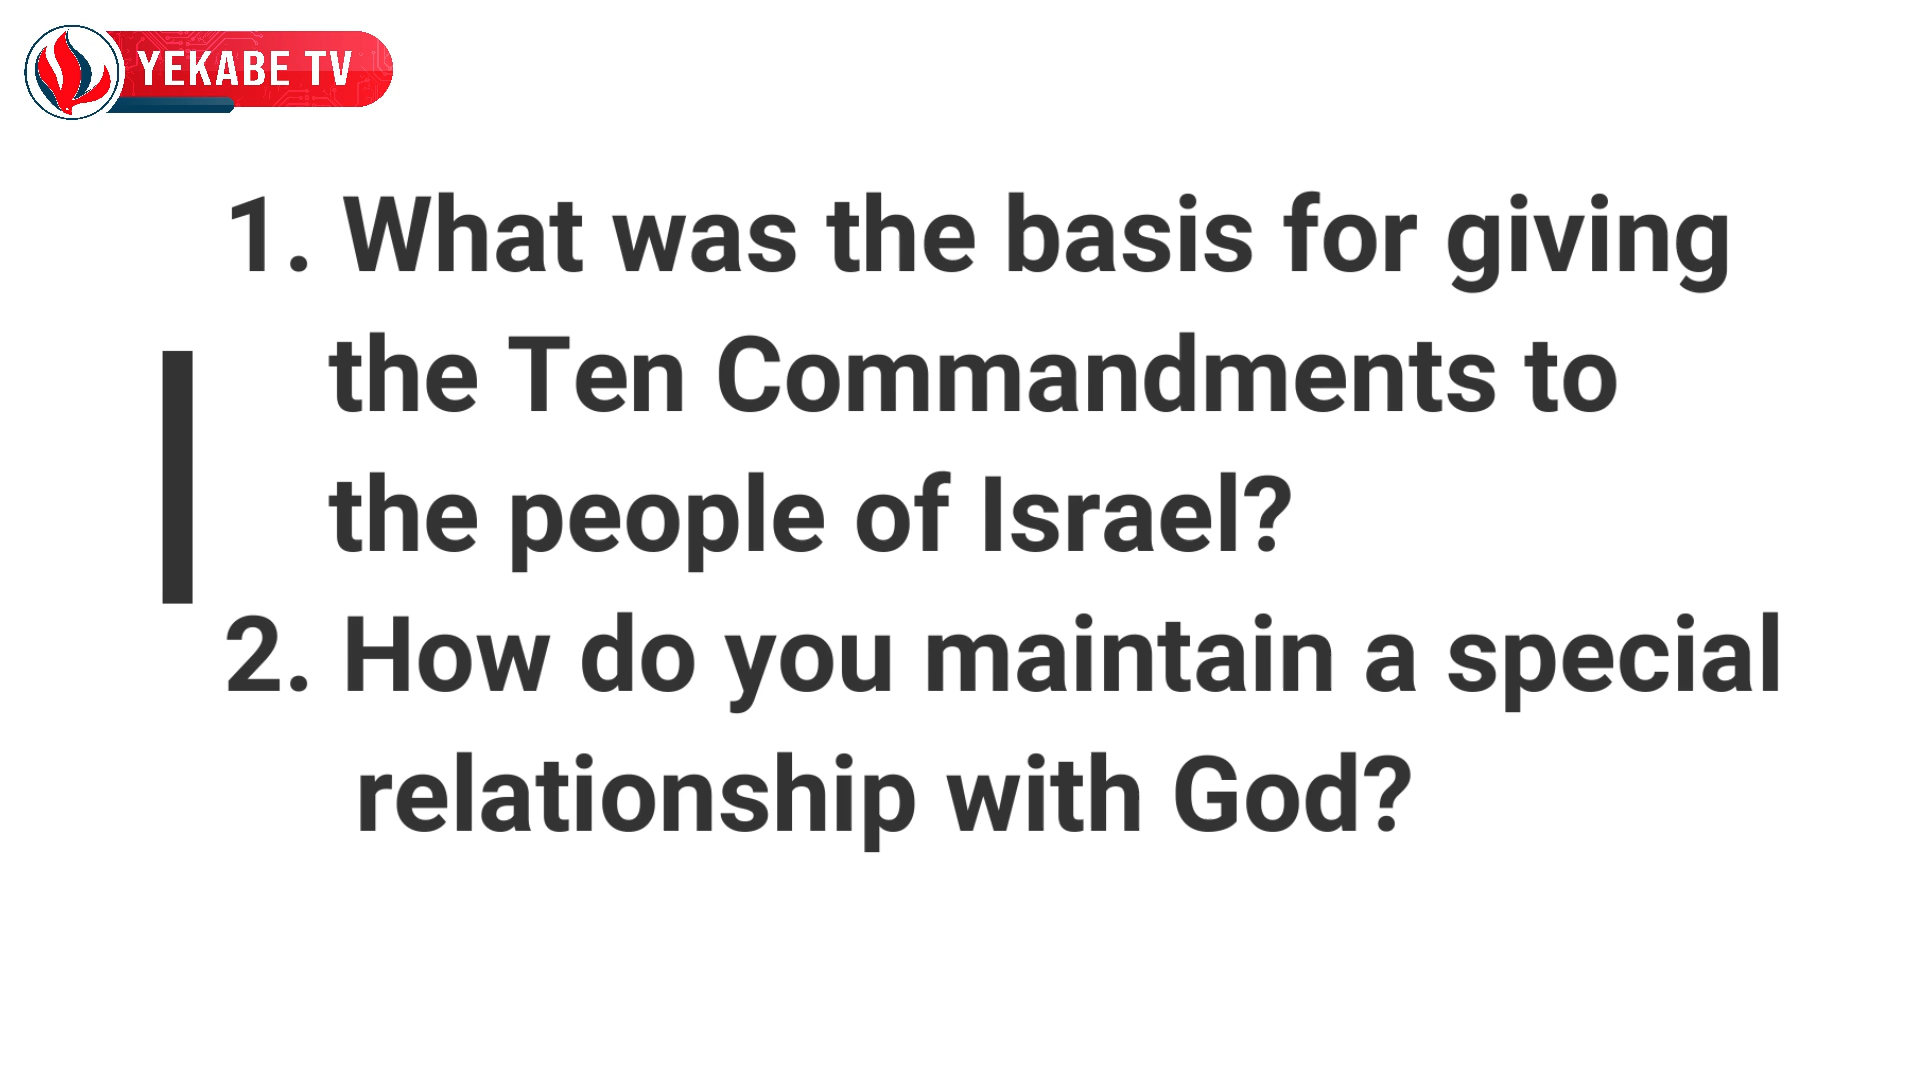 YEKABE TV
1. What was the basis for giving
the Ten Commandments to
the people of Israel?
2. How do you maintain a special
relationship with God?